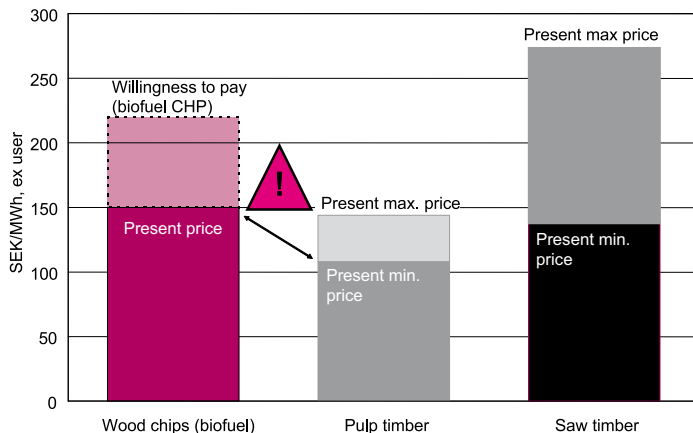 300
250
200
150
100
50
0
SEK/MWh, ex user
Willingness to pay
(biofuel CHP)
Present price
!
Present max. price
Present min.
price
Present max price
Present min.
price
Wood chips (biofuel)
Pulp timber
Saw timber